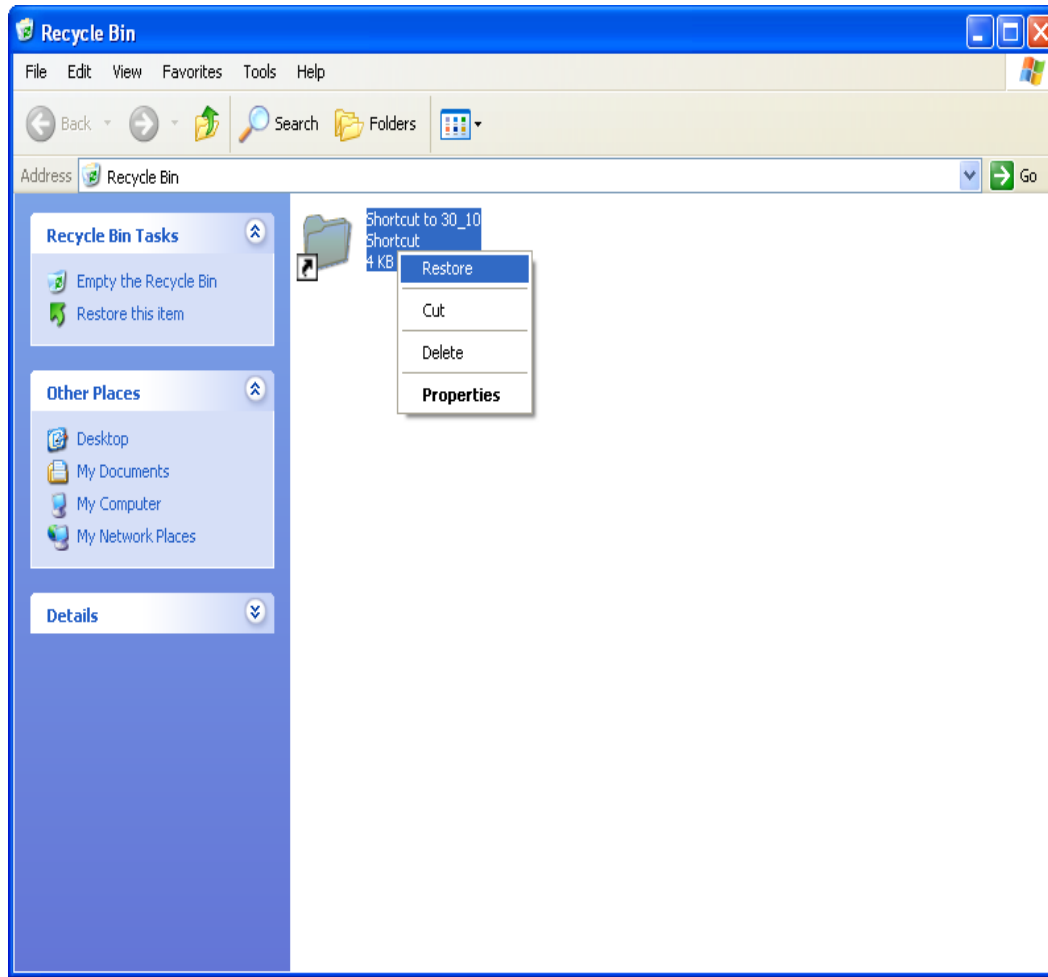 Recycle Bin
File Edit View Favorites Tools Help
Back Search Folders
Address Recycle Bin Go
Recycle Bin Tasks
Empty the Recycle Bin
Restore this item
Other Places
Desktop
My Documents
My Computer
My Network Places
Details
Shortcut to 30_10
Shortcut
4 KB
Restore
Cut
Delete
Properties